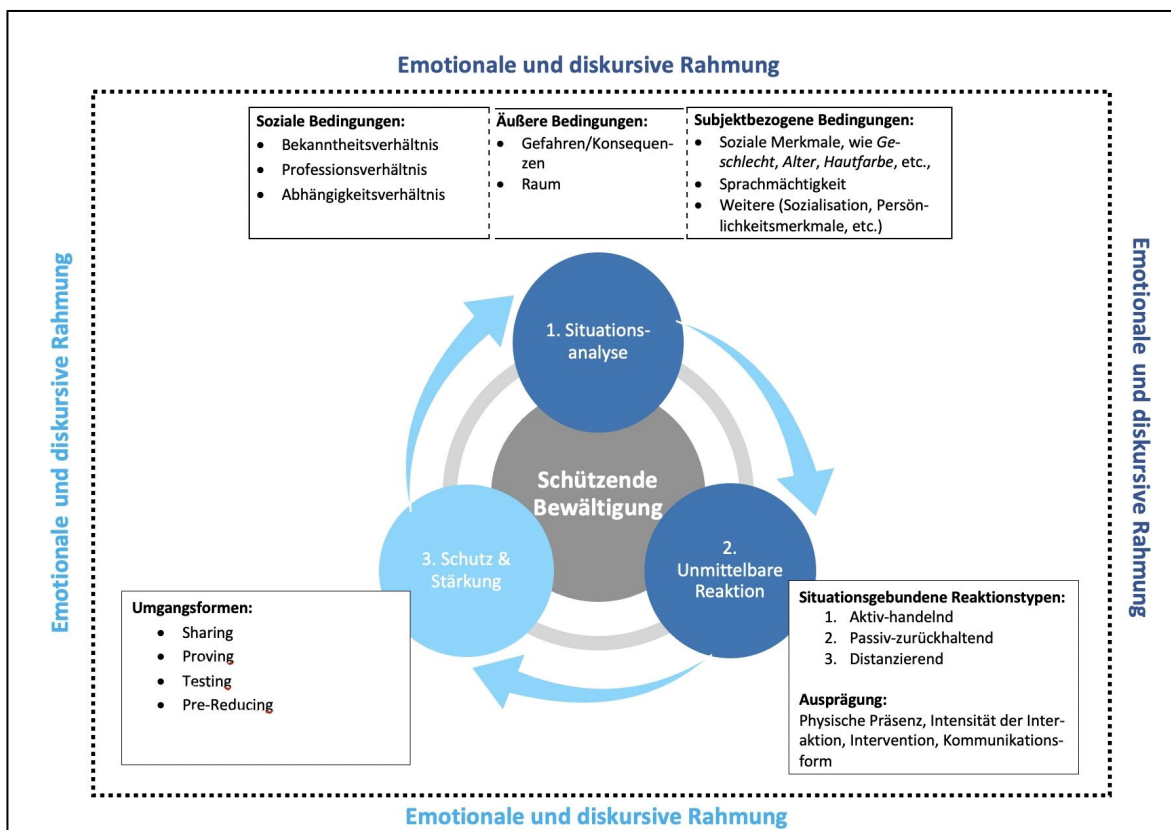 Emotionale und diskursive Rahmung
Soziale Bedingungen:
• Bekanntheitsverhältnis
• Professionsverhältnis
• Abhängigkeitsverhältnis
Äußere Bedingungen:
• Gefahren/Konsequen-
zen
• Raum
Subjektbezogene Bedingungen:
• Soziale Merkmale, wie Ge-
schlecht, Alter, Hautfarbe, etc.,
• Sprachmächtigkeit
• Weitere (Sozialisation, Persön-
lichkeitsmerkmale, etc.)
Emotionale und diskursive Rahmung
Emotionale und diskursive Rahmung
1. Situations-
analyse
Schützende
Bewältigung
3. Schutz &
Stärkung
2.
Unmittelbare
Reaktion
Umgangsformen:
• Sharing
• Proving
• Testing
• Pre-Reducing
Situationsgebundene Reaktionstypen:
1. Aktiv-handelnd
2. Passiv-zurückhaltend
3. Distanzierend
Ausprägung:
Physische Präsenz, Intensität der Inter-
aktion, Intervention, Kommunikations-
form
Emotionale und diskursive Rahmung